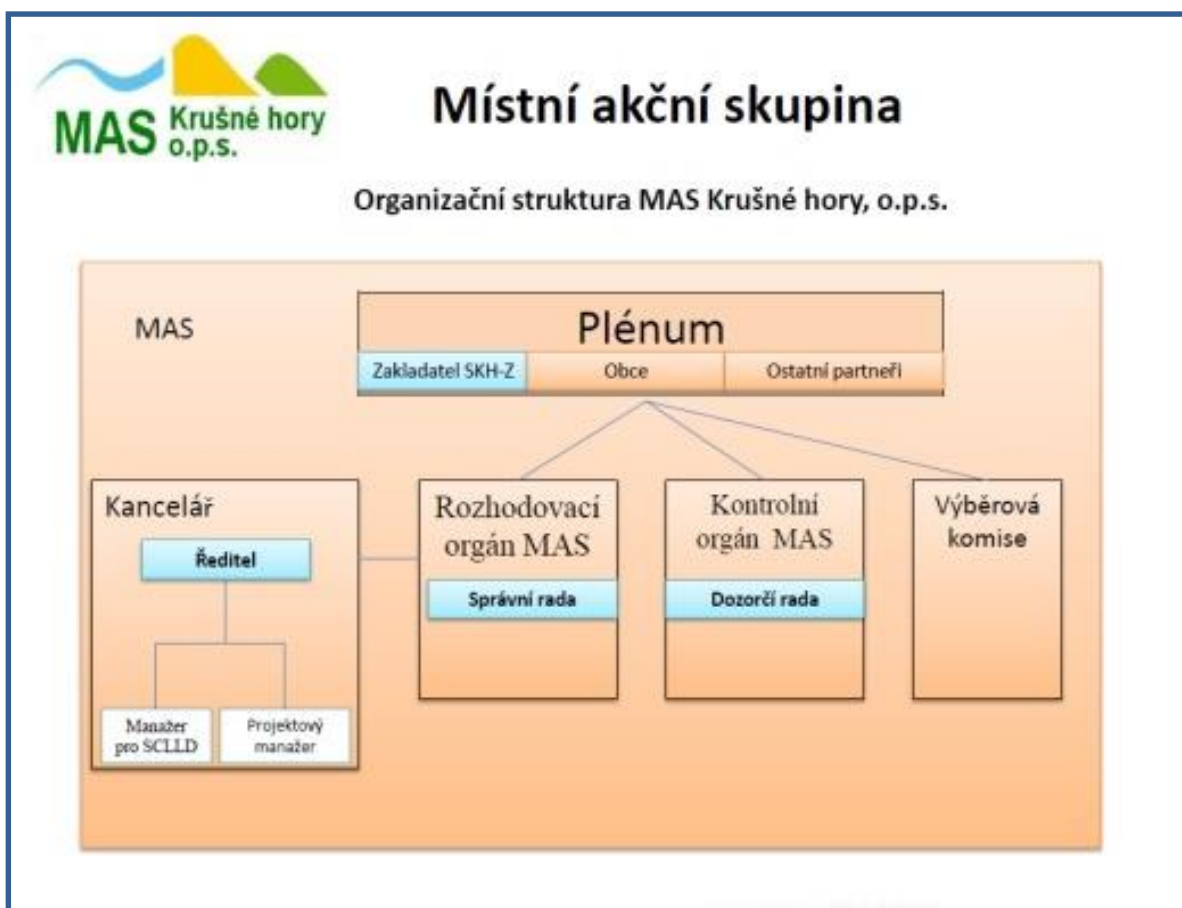 MAS Krušné hory
o.p.s.
Místní akční skupina
Organizační struktura MAS Krušné hory, o.p.s.
MAS
Plénum
Zakladatel SKH-Z
Obce
Ostatní partneři
Kancelář
Ředitel
Manažer
pro SCLLD
Projektový
manažer
Rozhodovací
orgán MAS
Správní rada
Kontrolní
orgán MAS
Dozorčí rada
Výběrová
komise